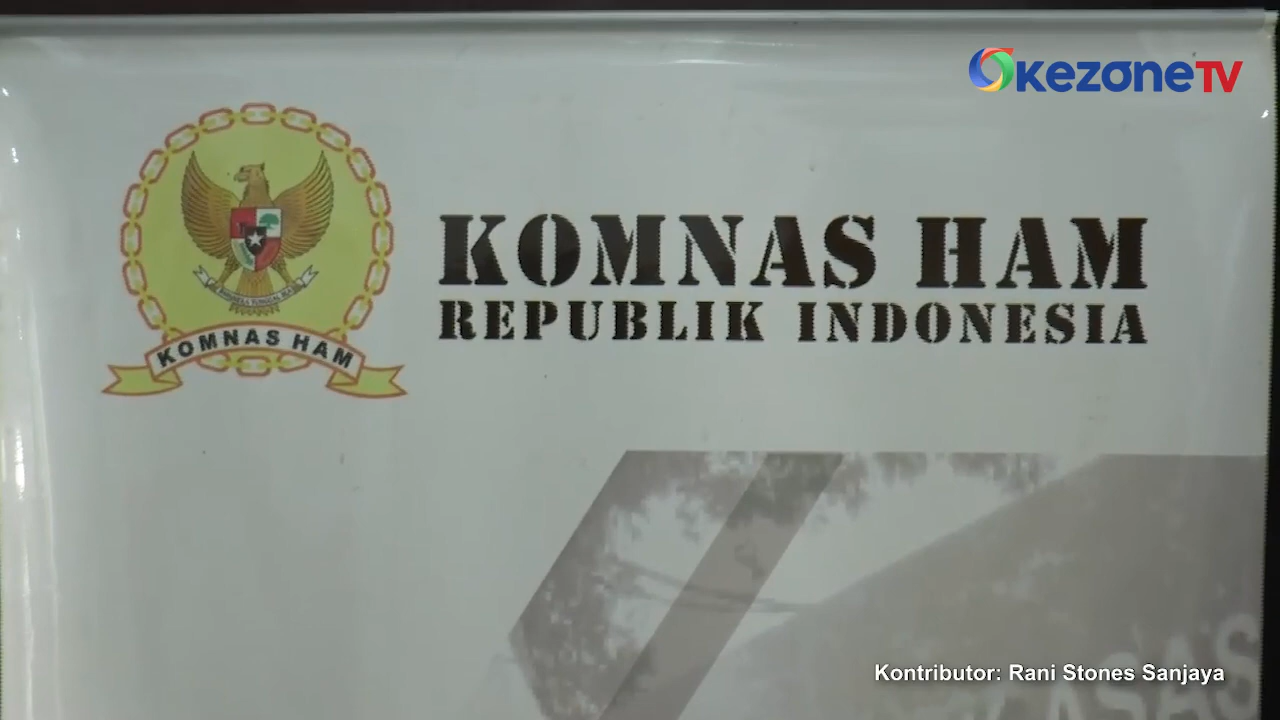 OkezoneTV
KOMNAS HAM
REPUBLIK INDONESIA
KOMNAS HAM
Kontributor: Rani Stones Sanjaya